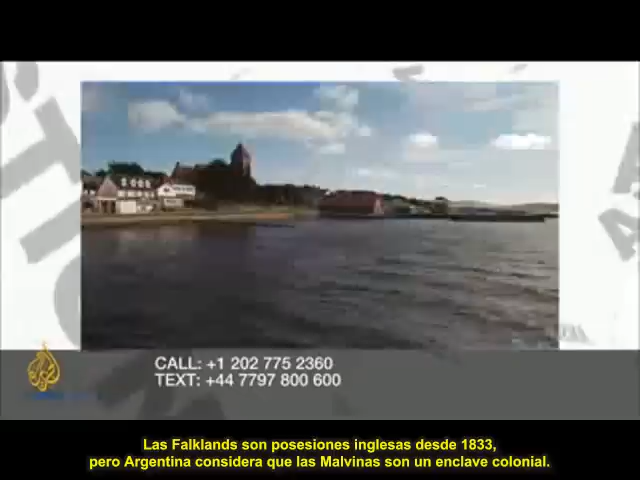 CALL: +1 202 775 2360
TEXT: +44 7797 800 600
Las Falklands son posesiones inglesas desde 1833,
pero Argentina considera que las Malvinas son un enclave colonial.